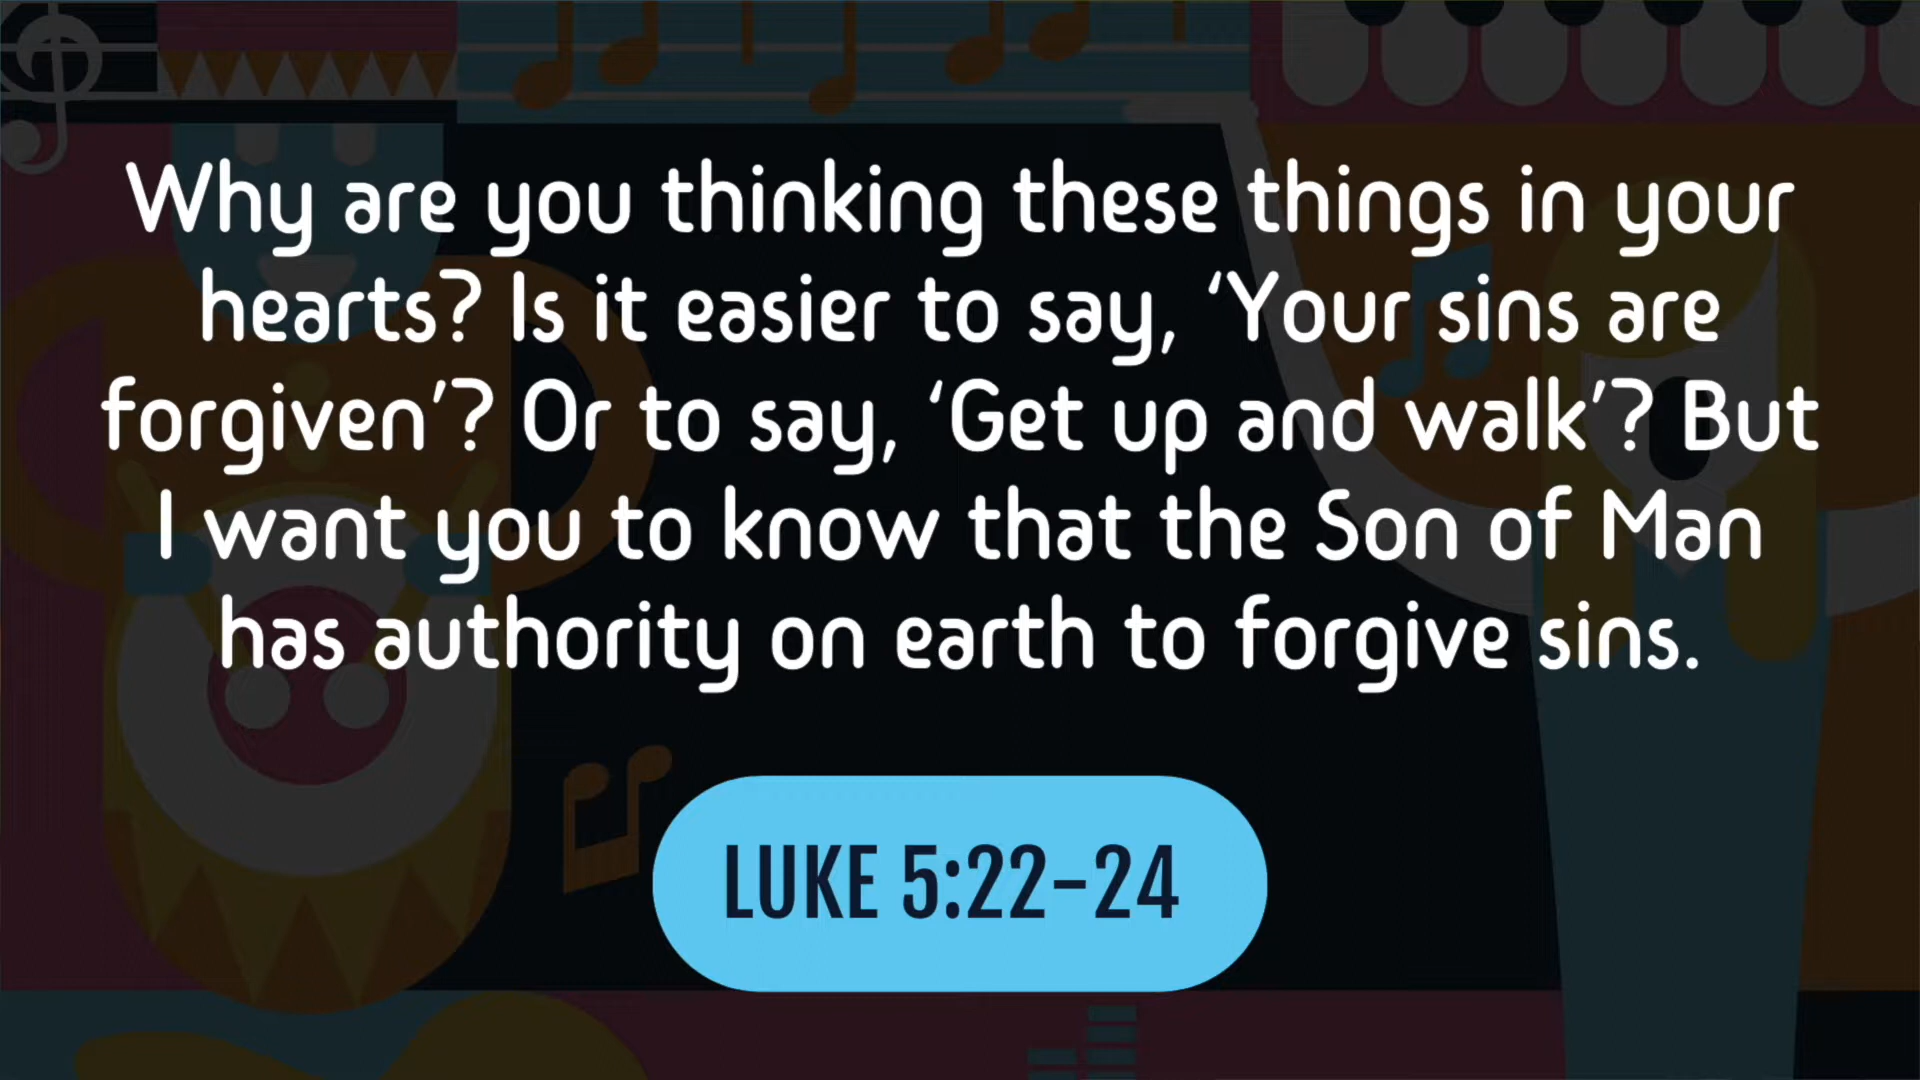 Why are you thinking these things in your
hearts? Is it easier to say, ‘Your sins are
forgiven’? Or to say, ‘Get up and walk’? But
I want you to know that the Son of Man
has authority on earth to forgive sins.
LUKE 5:22–24